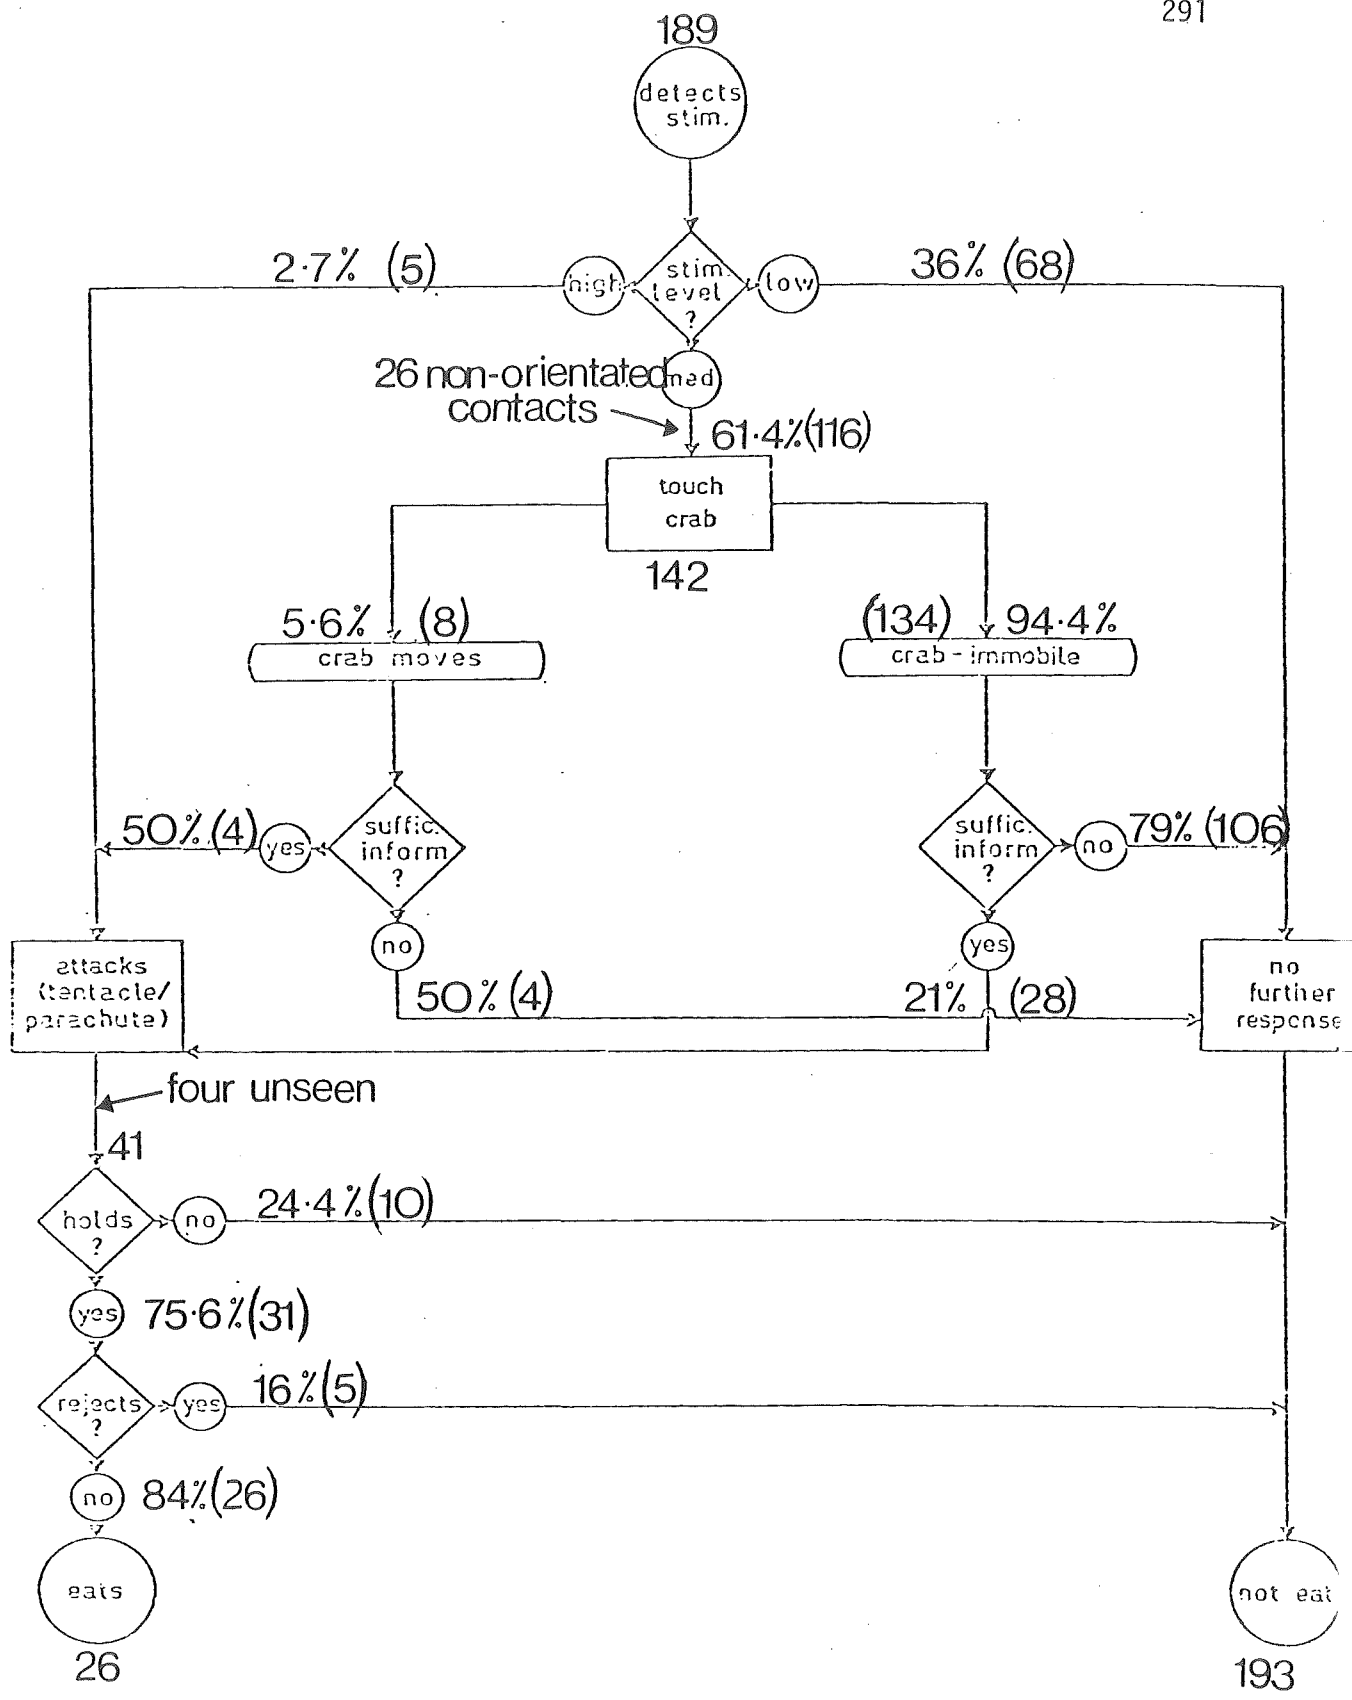 291
189
detects
stim.
2.7% (5)
high
stim.
level
?
low
36% (68)
26 non-orientated
contacts
med
61.4% (116)
touch
crab
142
5.6% (8)
crab moves
(134) 94.4%
crab - immobile
50% (4)
yes
suffic.
inform
?
suffic.
inform
?
no
79% (106)
no
yes
attacks
(tentacle/
parachute)
50% (4)
21% (28)
no
further
response
four unseen
41
holds
?
no
24.4% (10)
yes
75.6% (31)
rejects
?
yes
16% (5)
no
84% (26)
eats
26
not eat
193